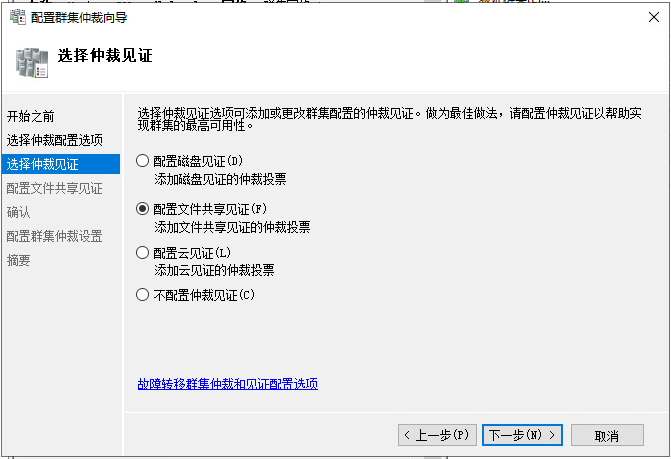 配置群集仲裁向导
选择仲裁见证
开始之前
选择仲裁配置选项
选择仲裁见证
配置文件共享见证
确认
配置群集仲裁设置
摘要
选择仲裁见证选项可添加或更改群集配置的仲裁见证。做为最佳做法，请配置仲裁见证以帮助实
现群集的最高可用性。
配置磁盘见证(D)
添加磁盘见证的仲裁投票
配置文件共享见证(F)
添加文件共享见证的仲裁投票
配置云见证(L)
添加云见证的仲裁投票
不配置仲裁见证(C)
故障转移群集仲裁和见证配置选项
< 上一步(P)
下一步(N) >
取消